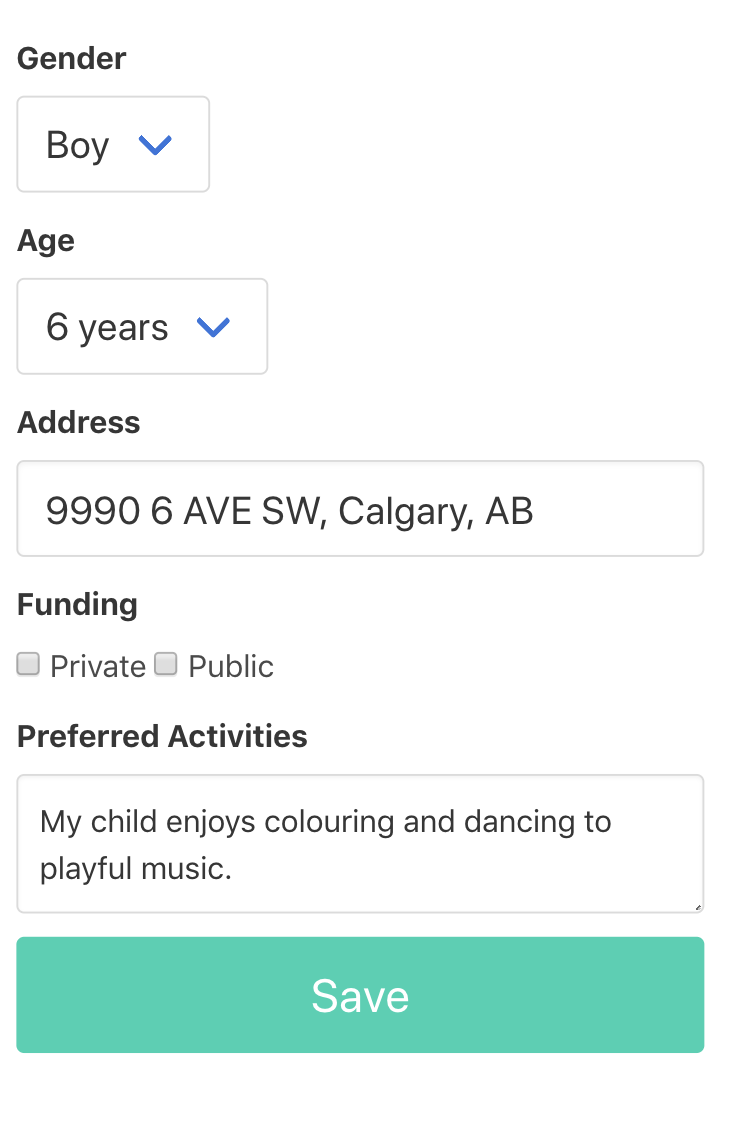 Gender
Boy
Age
6 years
Address
9990 6 AVE SW, Calgary, AB
Funding
Private Public
Preferred Activities
My child enjoys colouring and dancing to
playful music.
Save